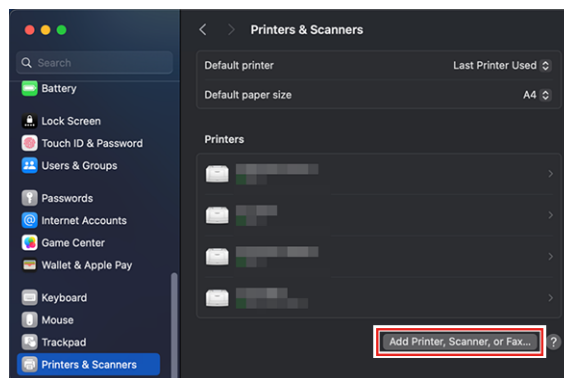 Printers & Scanners
Search
Battery
Lock Screen
Touch ID & Password
Users & Groups
Passwords
Internet Accounts
Game Center
Wallet & Apple Pay
Keyboard
Mouse
Trackpad
Printers & Scanners
Default printer Last Printer Used
Default paper size A4
Printers
Add Printer, Scanner, or Fax... ?